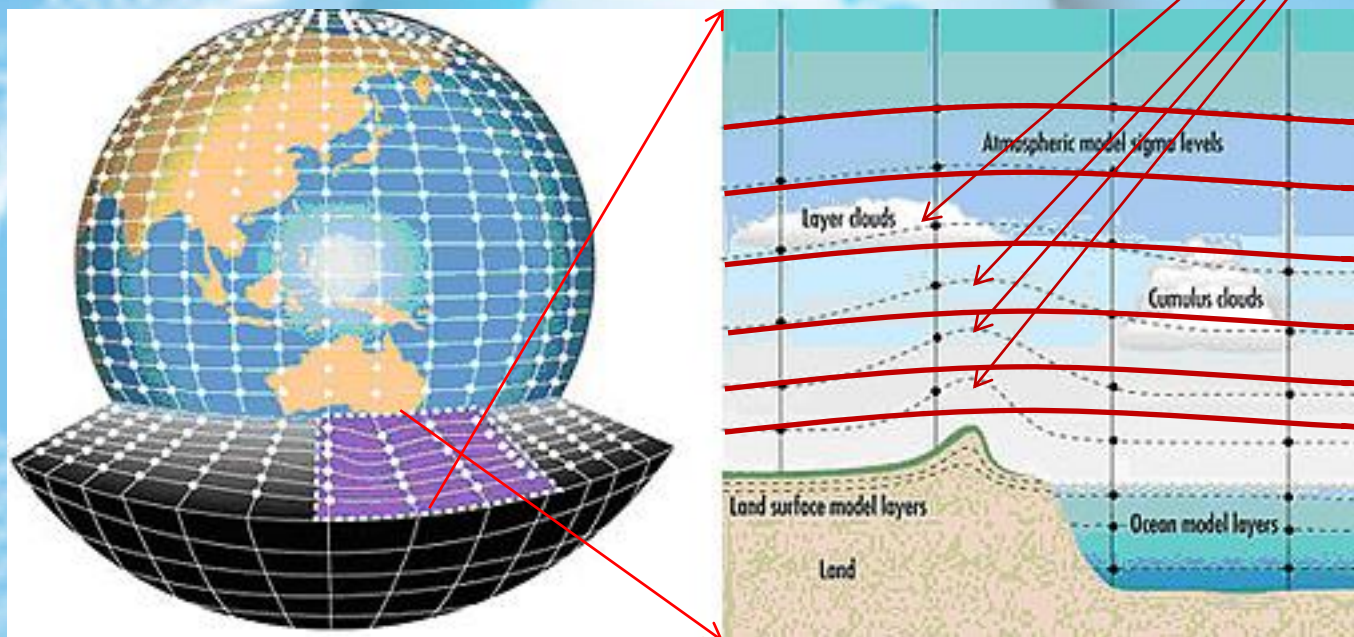 Atmospheric model sigma levels
Layer clouds
Cumulus clouds
Land surface model layers
Ocean model layers
Land